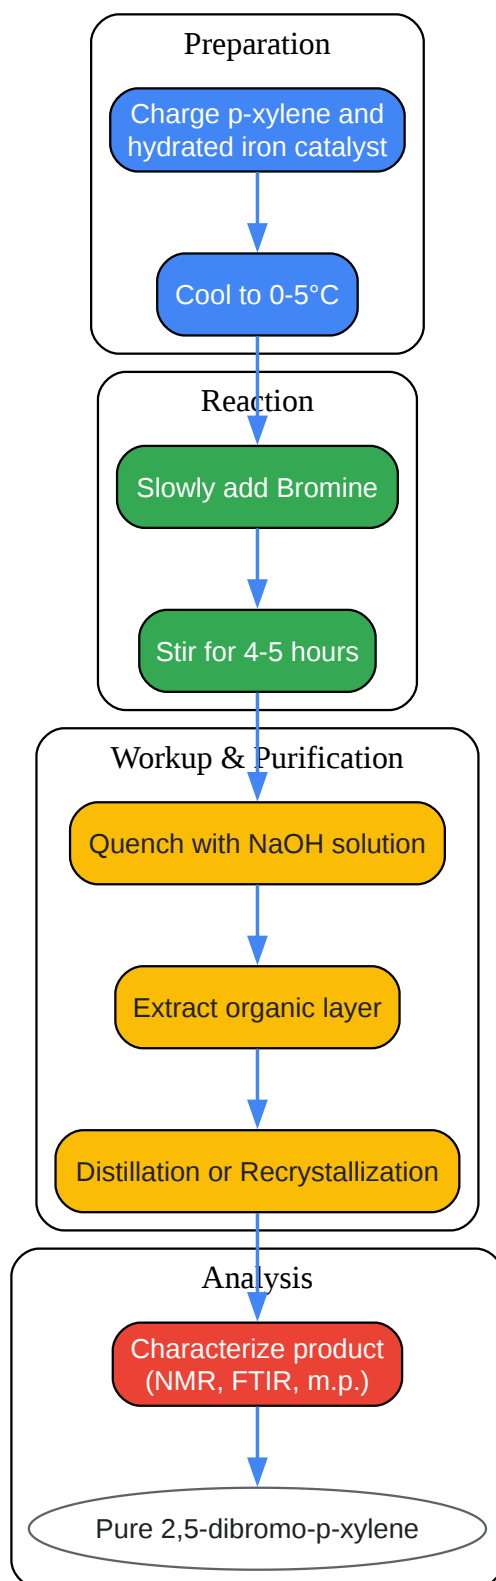 Preparation
Charge p-xylene and
hydrated iron catalyst
Cool to 0-5°C
Reaction
Slowly add Bromine
Stir for 4-5 hours
Workup & Purification
Quench with NaOH solution
Extract organic layer
Distillation or Recrystallization
Analysis
Characterize product
(NMR, FTIR, m.p.)
Pure 2,5-dibromo-p-xylene